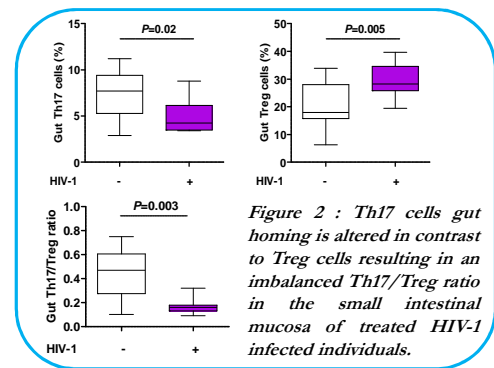 P=0.02
Gut Th17 cells (%)
15
10
5
0
HIV-1 - +
P=0.005
Gut Treg cells (%)
50
40
30
20
10
0
HIV-1 - +
P=0.003
Gut Th17/Treg ratio
1.0
0.8
0.6
0.4
0.2
0.0
HIV-1 - +
Figure 2 : Th17 cells gut
homing is altered in contrast
to Treg cells resulting in an
imbalanced Th17/Treg ratio
in the small intestinal
mucosa of treated HIV-1
infected individuals.